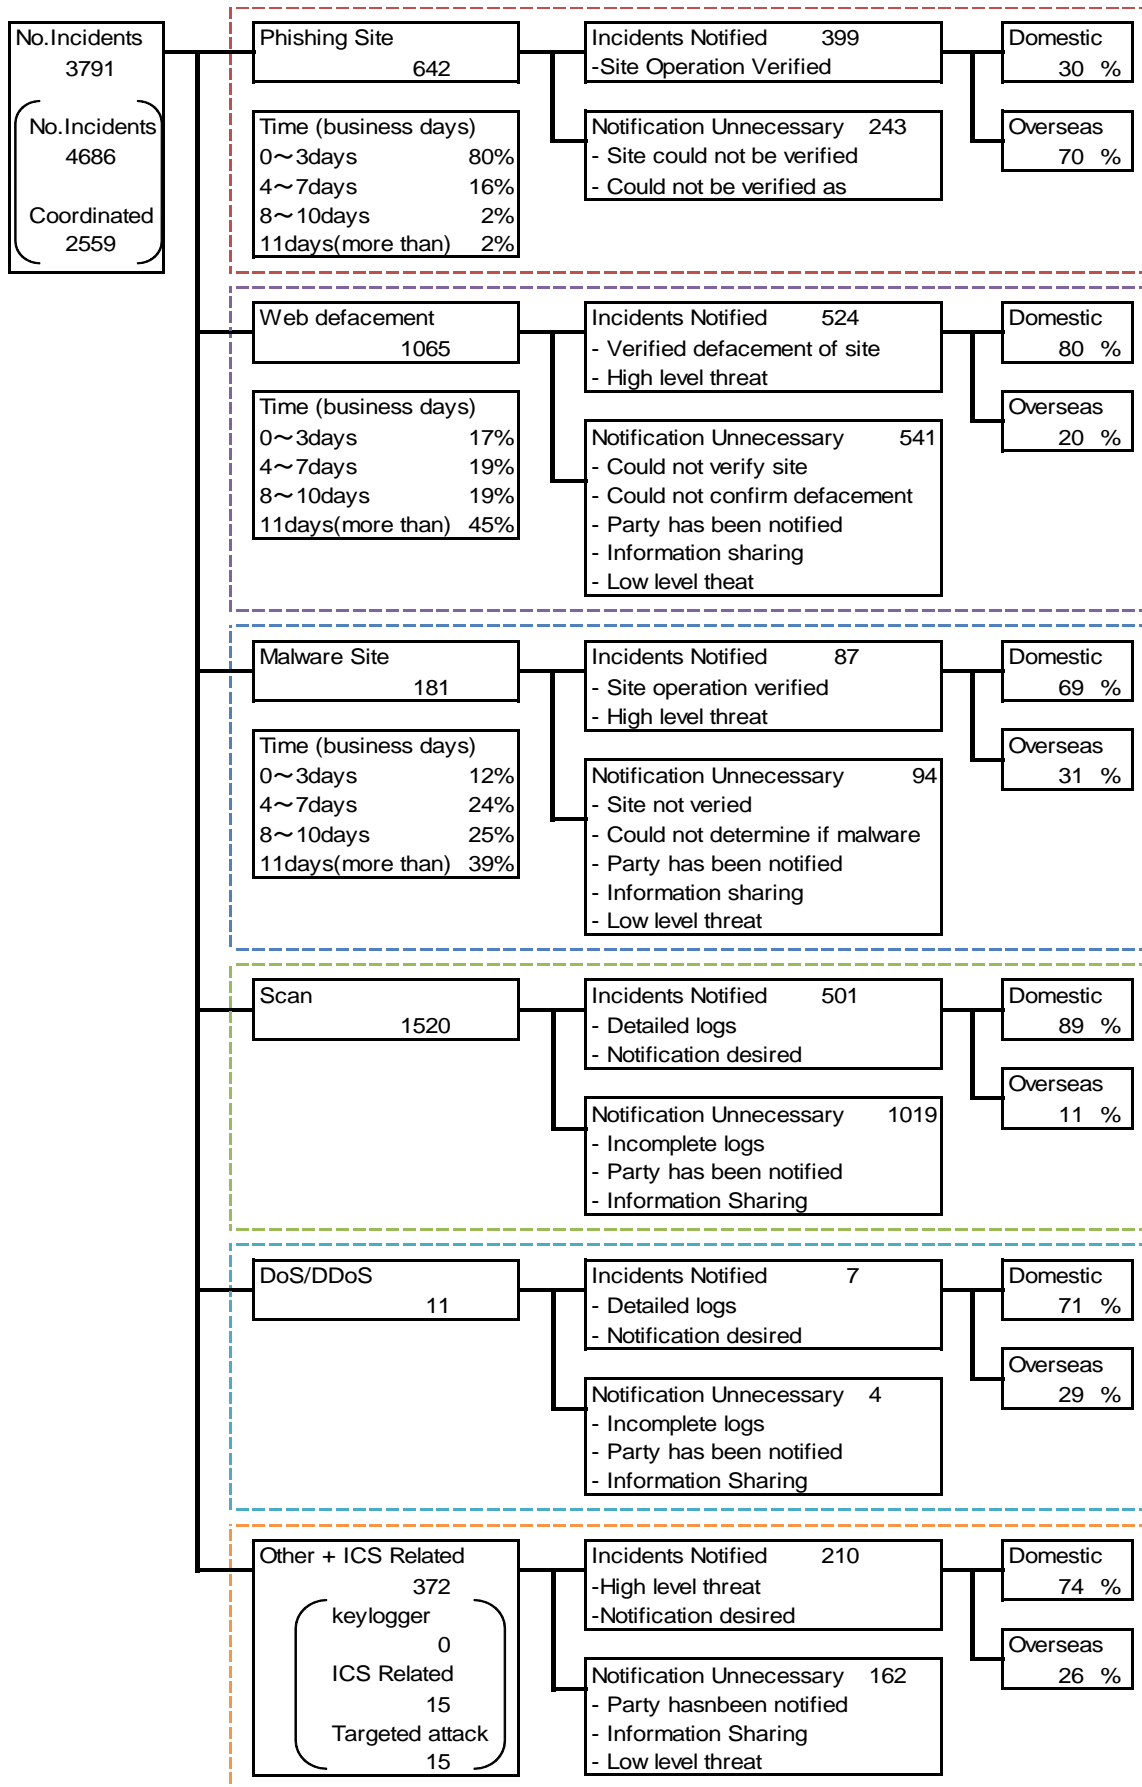 No.Incidents
3791
No.Incidents
4686
Coordinated
2559
Phishing Site
642
Time (business days)
0～3days 80%
4～7days 16%
8～10days 2%
11days(more than) 2%
Incidents Notified 399
-Site Operation Verified
Notification Unnecessary 243
- Site could not be verified
- Could not be verified as
Domestic
30 %
Overseas
70 %
Web defacement
1065
Time (business days)
0～3days 17%
4～7days 19%
8～10days 19%
11days(more than) 45%
Incidents Notified 524
- Verified defacement of site
- High level threat
Notification Unnecessary 541
- Could not verify site
- Could not confirm defacement
- Party has been notified
- Information sharing
- Low level theat
Domestic
80 %
Overseas
20 %
Malware Site
181
Time (business days)
0～3days 12%
4～7days 24%
8～10days 25%
11days(more than) 39%
Incidents Notified 87
- Site operation verified
- High level threat
Notification Unnecessary 94
- Site not veried
- Could not determine if malware
- Party has been notified
- Information sharing
- Low level threat
Domestic
69 %
Overseas
31 %
Scan
1520
Incidents Notified 501
- Detailed logs
- Notification desired
Notification Unnecessary 1019
- Incomplete logs
- Party has been notified
- Information Sharing
Domestic
89 %
Overseas
11 %
DoS/DDoS
11
Incidents Notified 7
- Detailed logs
- Notification desired
Notification Unnecessary 4
- Incomplete logs
- Party has been notified
- Information Sharing
Domestic
71 %
Overseas
29 %
Other + ICS Related
372
keylogger
0
ICS Related
15
Targeted attack
15
Incidents Notified 210
-High level threat
-Notification desired
Notification Unnecessary 162
- Party hasnbeen notified
- Information Sharing
- Low level threat
Domestic
74 %
Overseas
26 %